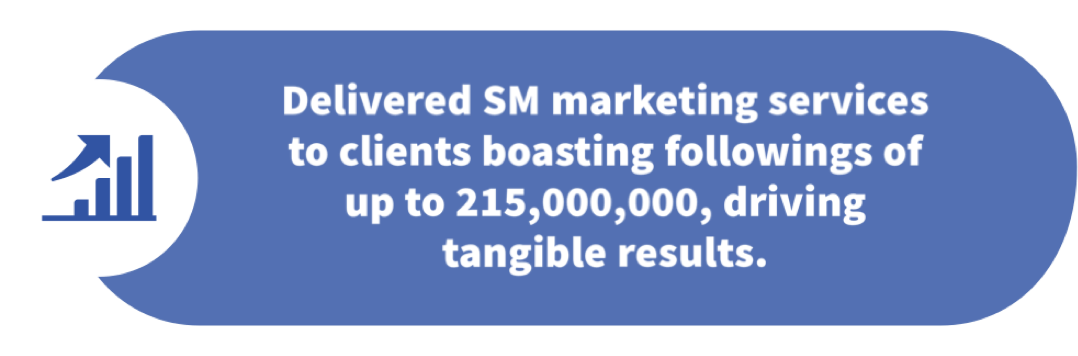 Delivered SM marketing services
to clients boasting followings of
up to 215,000,000, driving
tangible results.